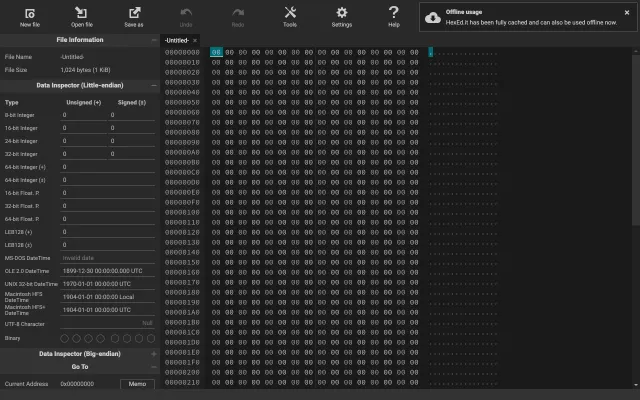 New file
Open file
Save as
Undo
Redo
Tools
Settings
Help
Offline usage
HexEd.it has been fully cached and can also be used offline now.
File Information
File Name -Untitled-
File Size 1,024 bytes (1 KiB)
Data Inspector (Little-endian)
Type Unsigned (+) Signed (±)
8-bit Integer 0 0
16-bit Integer 0 0
24-bit Integer 0 0
32-bit Integer 0 0
64-bit Integer (+) 0
64-bit Integer (±) 0
16-bit Float. P. 0
32-bit Float. P. 0
64-bit Float. P. 0
LEB128 (+) 0
LEB128 (±) 0
MS-DOS DateTime Invalid date
OLE 2.0 DateTime 1899-12-30 00:00:00.000 UTC
UNIX 32-bit DateTime 1970-01-01 00:00:00 UTC
Macintosh HFS DateTime 1904-01-01 00:00:00 Local
Macintosh HFS+ DateTime 1904-01-01 00:00:00 UTC
UTF-8 Character Null
Binary
Data Inspector (Big-endian)
Go To
Current Address 0x00000000 Memo
-Untitled-
00000000 00 00 00 00 00 00 00 00 00 00 00 00 00 00 00 00 ................
00000010 00 00 00 00 00 00 00 00 00 00 00 00 00 00 00 00 ................
00000020 00 00 00 00 00 00 00 00 00 00 00 00 00 00 00 00 ................
00000030 00 00 00 00 00 00 00 00 00 00 00 00 00 00 00 00 ................
00000040 00 00 00 00 00 00 00 00 00 00 00 00 00 00 00 00 ................
00000050 00 00 00 00 00 00 00 00 00 00 00 00 00 00 00 00 ................
00000060 00 00 00 00 00 00 00 00 00 00 00 00 00 00 00 00 ................
00000070 00 00 00 00 00 00 00 00 00 00 00 00 00 00 00 00 ................
00000080 00 00 00 00 00 00 00 00 00 00 00 00 00 00 00 00 ................
00000090 00 00 00 00 00 00 00 00 00 00 00 00 00 00 00 00 ................
000000A0 00 00 00 00 00 00 00 00 00 00 00 00 00 00 00 00 ................
000000B0 00 00 00 00 00 00 00 00 00 00 00 00 00 00 00 00 ................
000000C0 00 00 00 00 00 00 00 00 00 00 00 00 00 00 00 00 ................
000000D0 00 00 00 00 00 00 00 00 00 00 00 00 00 00 00 00 ................
000000E0 00 00 00 00 00 00 00 00 00 00 00 00 00 00 00 00 ................
000000F0 00 00 00 00 00 00 00 00 00 00 00 00 00 00 00 00 ................
00000100 00 00 00 00 00 00 00 00 00 00 00 00 00 00 00 00 ................
00000110 00 00 00 00 00 00 00 00 00 00 00 00 00 00 00 00 ................
00000120 00 00 00 00 00 00 00 00 00 00 00 00 00 00 00 00 ................
00000130 00 00 00 00 00 00 00 00 00 00 00 00 00 00 00 00 ................
00000140 00 00 00 00 00 00 00 00 00 00 00 00 00 00 00 00 ................
00000150 00 00 00 00 00 00 00 00 00 00 00 00 00 00 00 00 ................
00000160 00 00 00 00 00 00 00 00 00 00 00 00 00 00 00 00 ................
00000170 00 00 00 00 00 00 00 00 00 00 00 00 00 00 00 00 ................
00000180 00 00 00 00 00 00 00 00 00 00 00 00 00 00 00 00 ................
00000190 00 00 00 00 00 00 00 00 00 00 00 00 00 00 00 00 ................
000001A0 00 00 00 00 00 00 00 00 00 00 00 00 00 00 00 00 ................
000001B0 00 00 00 00 00 00 00 00 00 00 00 00 00 00 00 00 ................
000001C0 00 00 00 00 00 00 00 00 00 00 00 00 00 00 00 00 ................
000001D0 00 00 00 00 00 00 00 00 00 00 00 00 00 00 00 00 ................
000001E0 00 00 00 00 00 00 00 00 00 00 00 00 00 00 00 00 ................
000001F0 00 00 00 00 00 00 00 00 00 00 00 00 00 00 00 00 ................
00000200 00 00 00 00 00 00 00 00 00 00 00 00 00 00 00 00 ................
00000210 00 00 00 00 00 00 00 00 00 00 00 00 00 00 00 00 ................